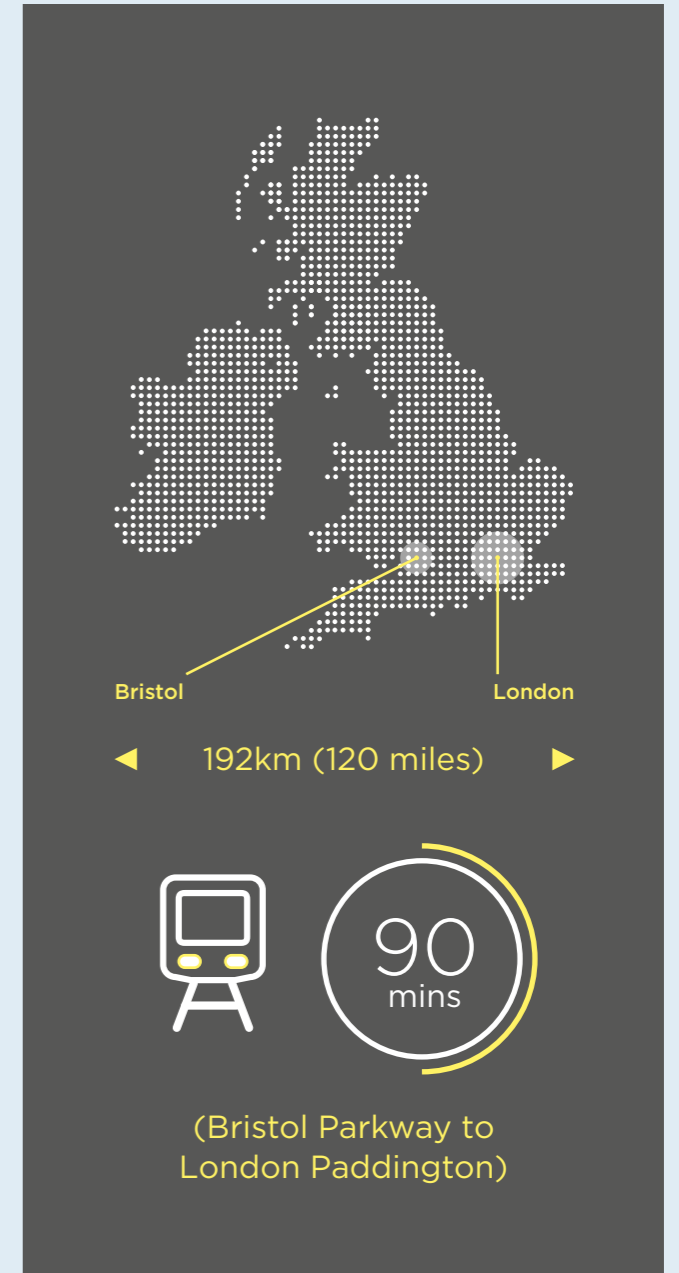 Bristol
London
192km (120 miles)
90
mins
(Bristol Parkway to
London Paddington)